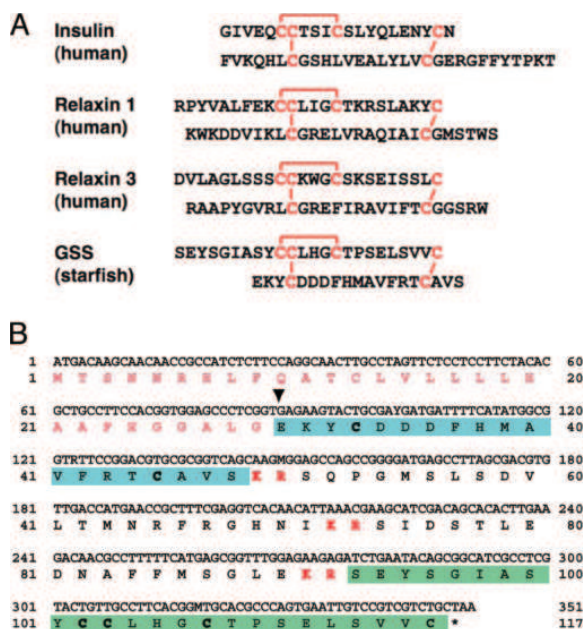 A
Insulin GIVEQCCTSICSLYQLENYCN
(human) FVKQHLCGSHLVEALYLVCGERGFFYTPKT
Relaxin 1 RPYVALFEKCCLIGCTKRSLAKYC
(human) KWKDDVIKLCGRELVRAQIAICGMSTWS
Relaxin 3 DVLAGLSSSCCKWGCSKSEISSLC
(human) RAAPYGVRLCGREFIRAVIFTCGGSRW
GSS SEYSGIASYCCLHGCTPSELSVVC
(starfish) EKYCDDDFHMAVFRTCAVS
B
1 ATGACAAGCAACAACCGCCATCTCTTCCAGGCAACTTGCCTAGTTCTCCTCCTTCTACAC 60
1 M T S N N R H L F Q A T C L V L L L L H 20
61 GCTGCCTTCCACGGTGGAGCCCTCGGTGAGAAGTACTGCGAYGATGATTTTCATATGGCG 120
21 A A F H G G A L G E K Y C D D D F H M A 40
121 GTRTTCCGGACGTGCGCGGTCTCAAAGMGGAGCCAGCCGGGGATGAGCCTTAGCGACGTG 180
41 V F R T C A V S K R S Q P G M S L S D V 60
181 TTGACCATGAACCGCTTTCGAGGTCACAACATTAAACGAAGCATCGACAGCACACTTGAA 240
41 L T M N R F R G H N I K R S I D S T L E 80
241 GACAACGCCTTTTTCATGAGCGGTTTGGAGAAGAGATCTGAATACAGCGGCATCGCCTCG 300
81 D N A F F M S G L E K R S E Y S G I A S 100
301 TACTGTTGCCTTCACGGMTGCACGCCCAGTGAATTGTCCGTCGTCTGCTAA 351
101 Y C C L H G C T P S E L S V V C * 117